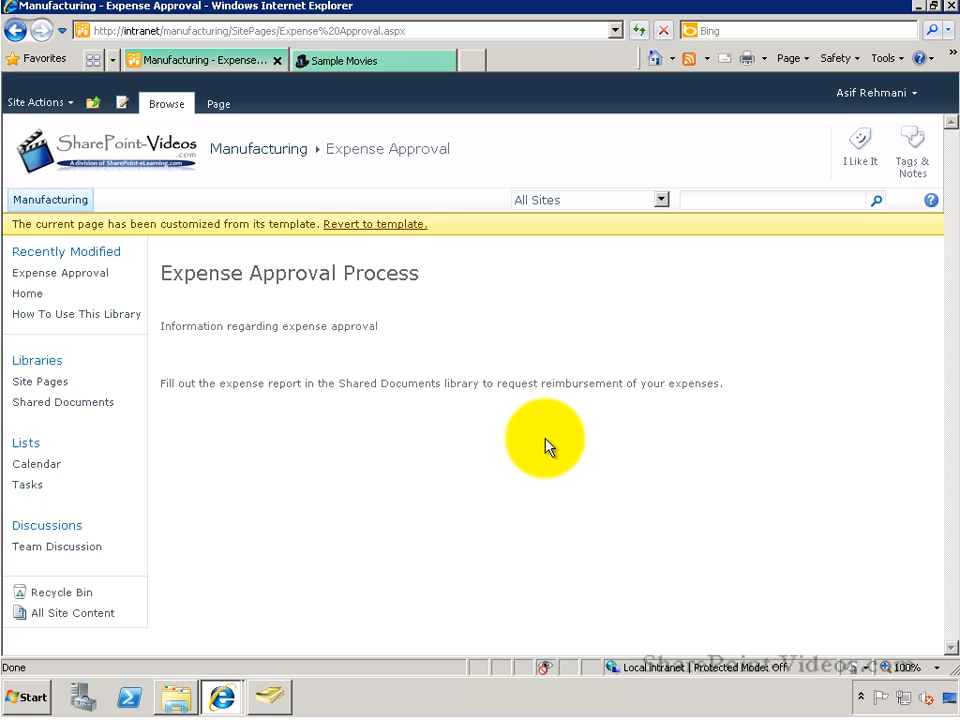 Manufacturing - Expense Approval - Windows Internet Explorer
http://intranet/manufacturing/SitePages/Expense%20Approval.aspx
Bing
Favorites
Manufacturing - Expense...
Sample Movies
Page
Safety
Tools
Asif Rehmani
Site Actions
Browse
Page
SharePoint-Videos
.com
A division of SharePoint-eLearning.com
Manufacturing
Expense Approval
I Like It
Tags &
Notes
Manufacturing
All Sites
The current page has been customized from its template. Revert to template.
Recently Modified
Expense Approval
Home
How To Use This Library
Libraries
Site Pages
Shared Documents
Lists
Calendar
Tasks
Discussions
Team Discussion
Recycle Bin
All Site Content
Expense Approval Process
Information regarding expense approval
Fill out the expense report in the Shared Documents library to request reimbursement of your expenses.
SharePoint-Videos.com
Done
Local intranet | Protected Mode: Off
100%
Start